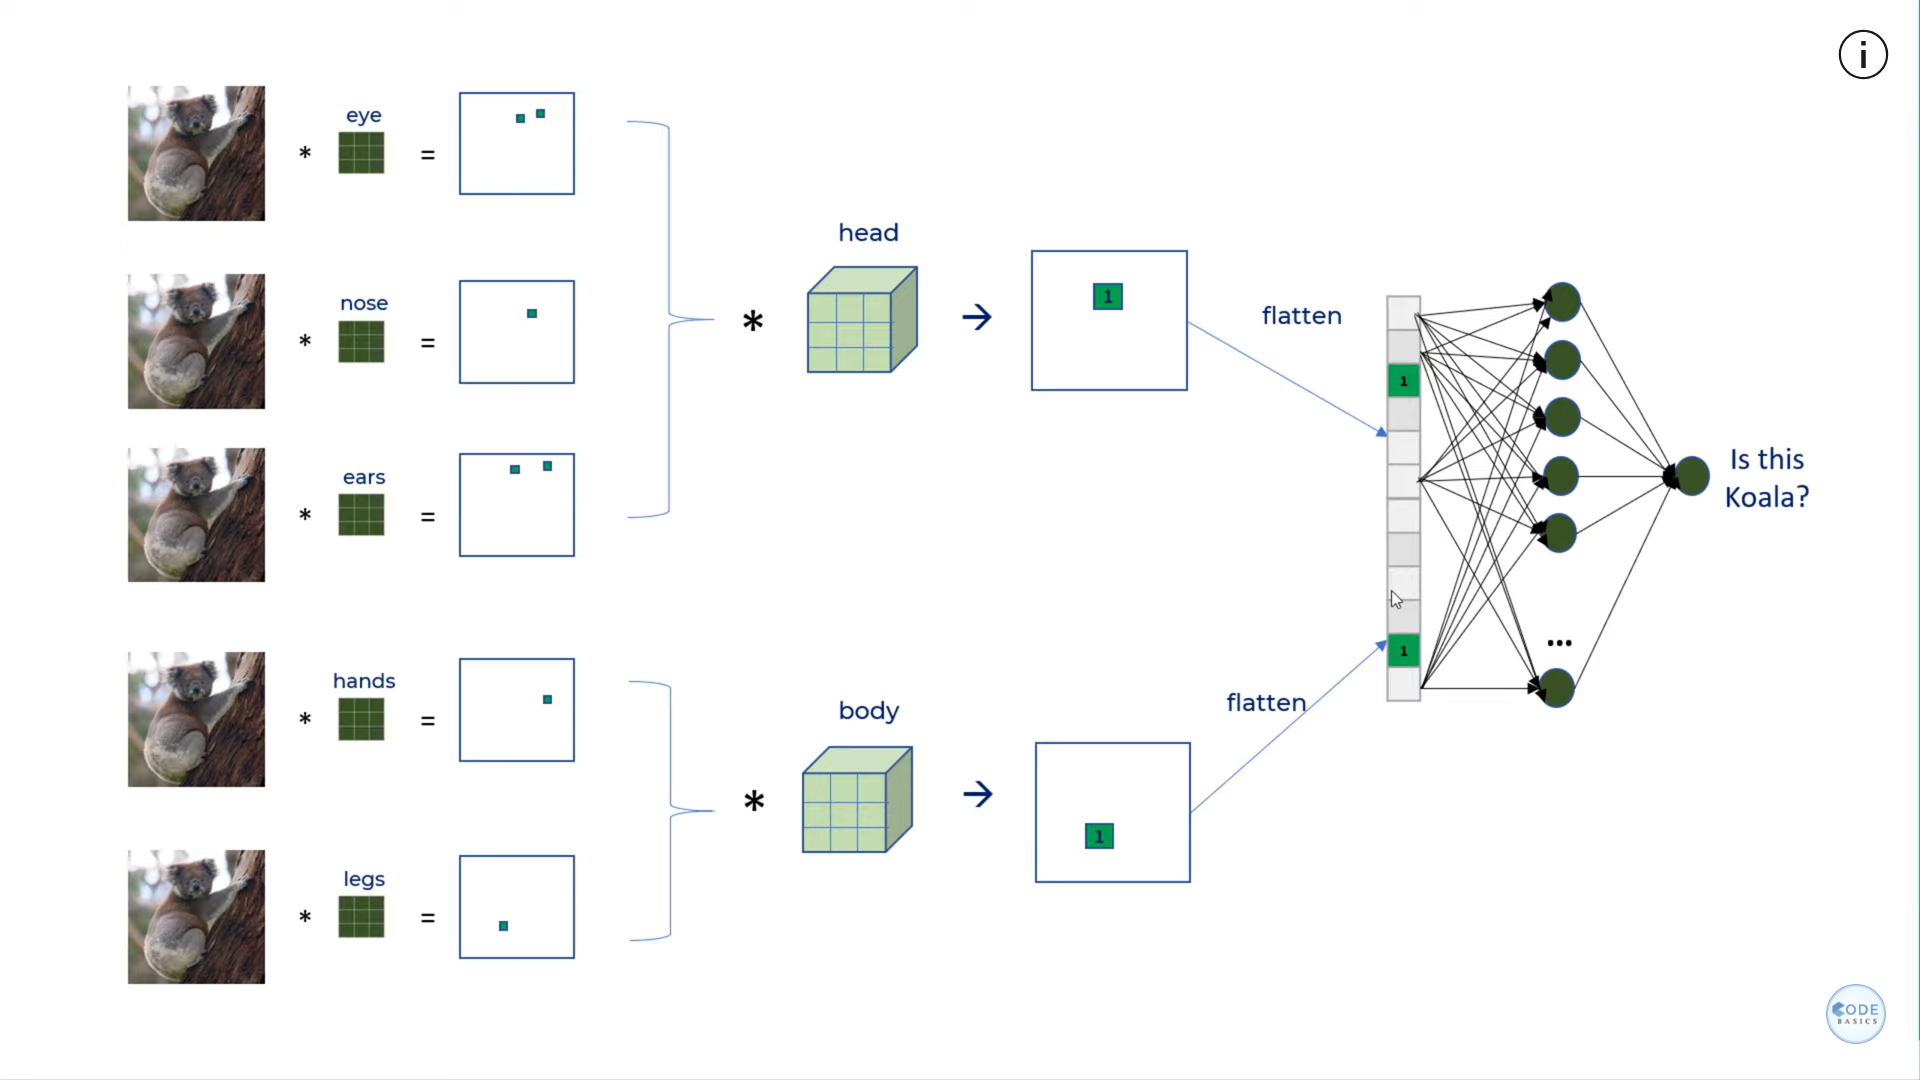 i
eye
* =
nose
* =
ears
* =
head
* →
1
flatten
1
Is this
Koala?
hands
* =
legs
* =
body
* →
1
flatten
1
...
CODE
BASICS